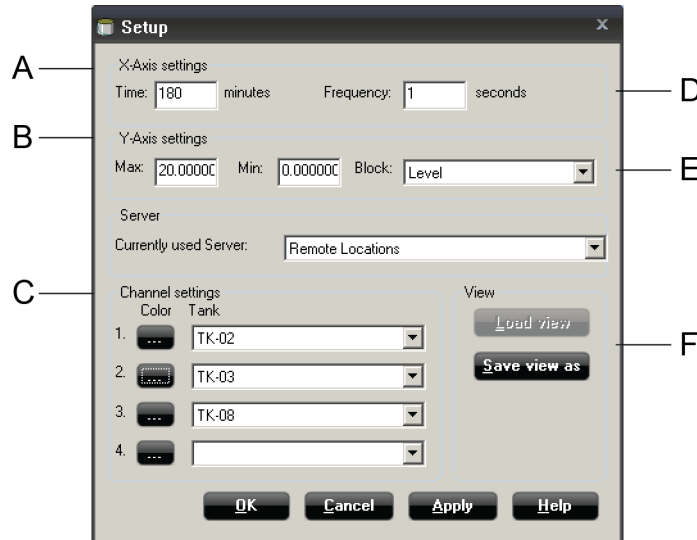 Setup x
A
X-Axis settings
Time: 180 minutes Frequency: 1 seconds
D
B
Y-Axis settings
Max: 20.00000 Min: 0.000000 Block: Level
E
Server
Currently used Server: Remote Locations
C
Channel settings
Color Tank
1. ... TK-02
2. ... TK-03
3. ... TK-08
4. ...
View
Load view
Save view as
F
OK Cancel Apply Help